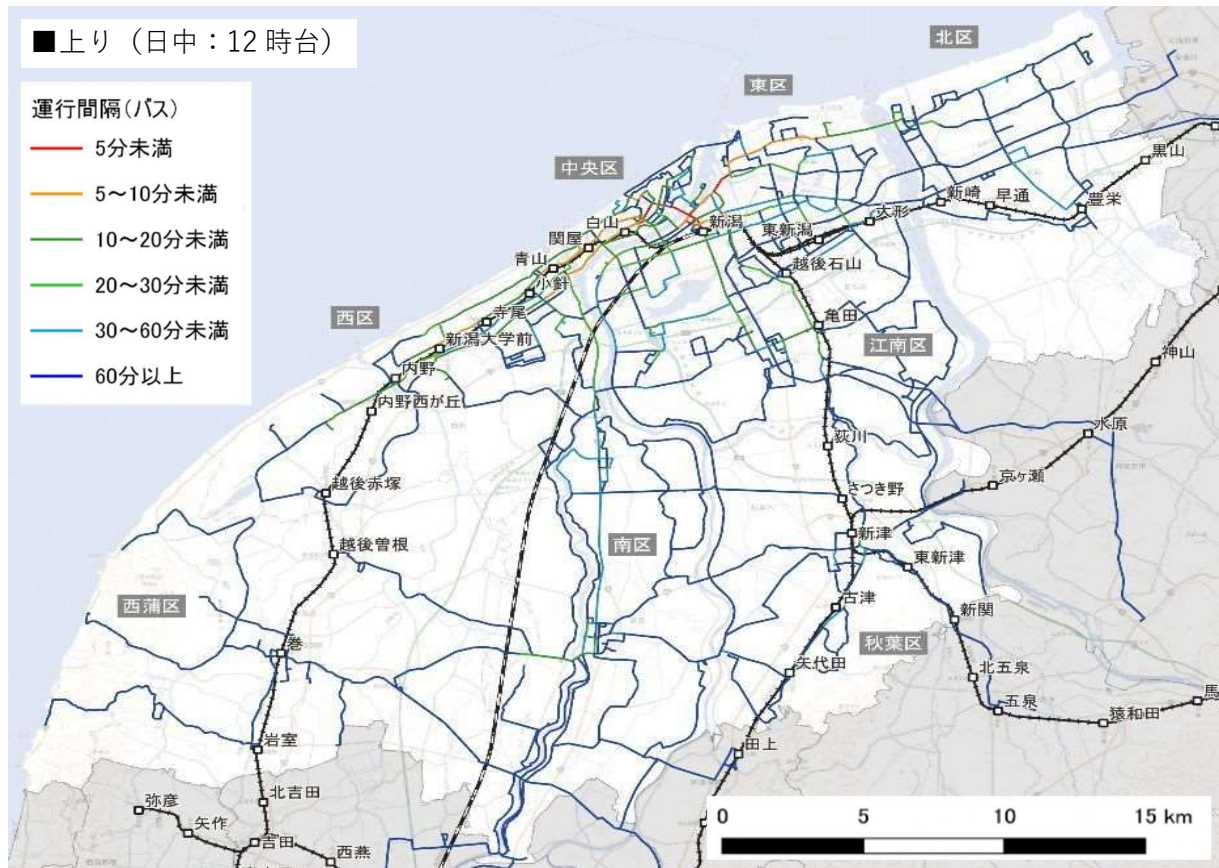 ■上り（日中：12時台）
運行間隔(バス)
5分未満
5～10分未満
10～20分未満
20～30分未満
30～60分未満
60分以上
北区
東区
中央区
西区
江南区
南区
西蒲区
秋葉区
黒山
豊栄
早通
新崎
大形
東新潟
新潟
白山
関屋
青山
小針
寺尾
新潟大学前
内野
内野西が丘
越後赤塚
越後曽根
巻
岩室
北吉田
弥彦
矢作
吉田
西燕
越後石山
亀田
荻川
さつき野
新津
東新津
古津
新関
矢代田
北五泉
五泉
猿和田
馬
田上
神山
水原
京ヶ瀬
0 5 10 15 km